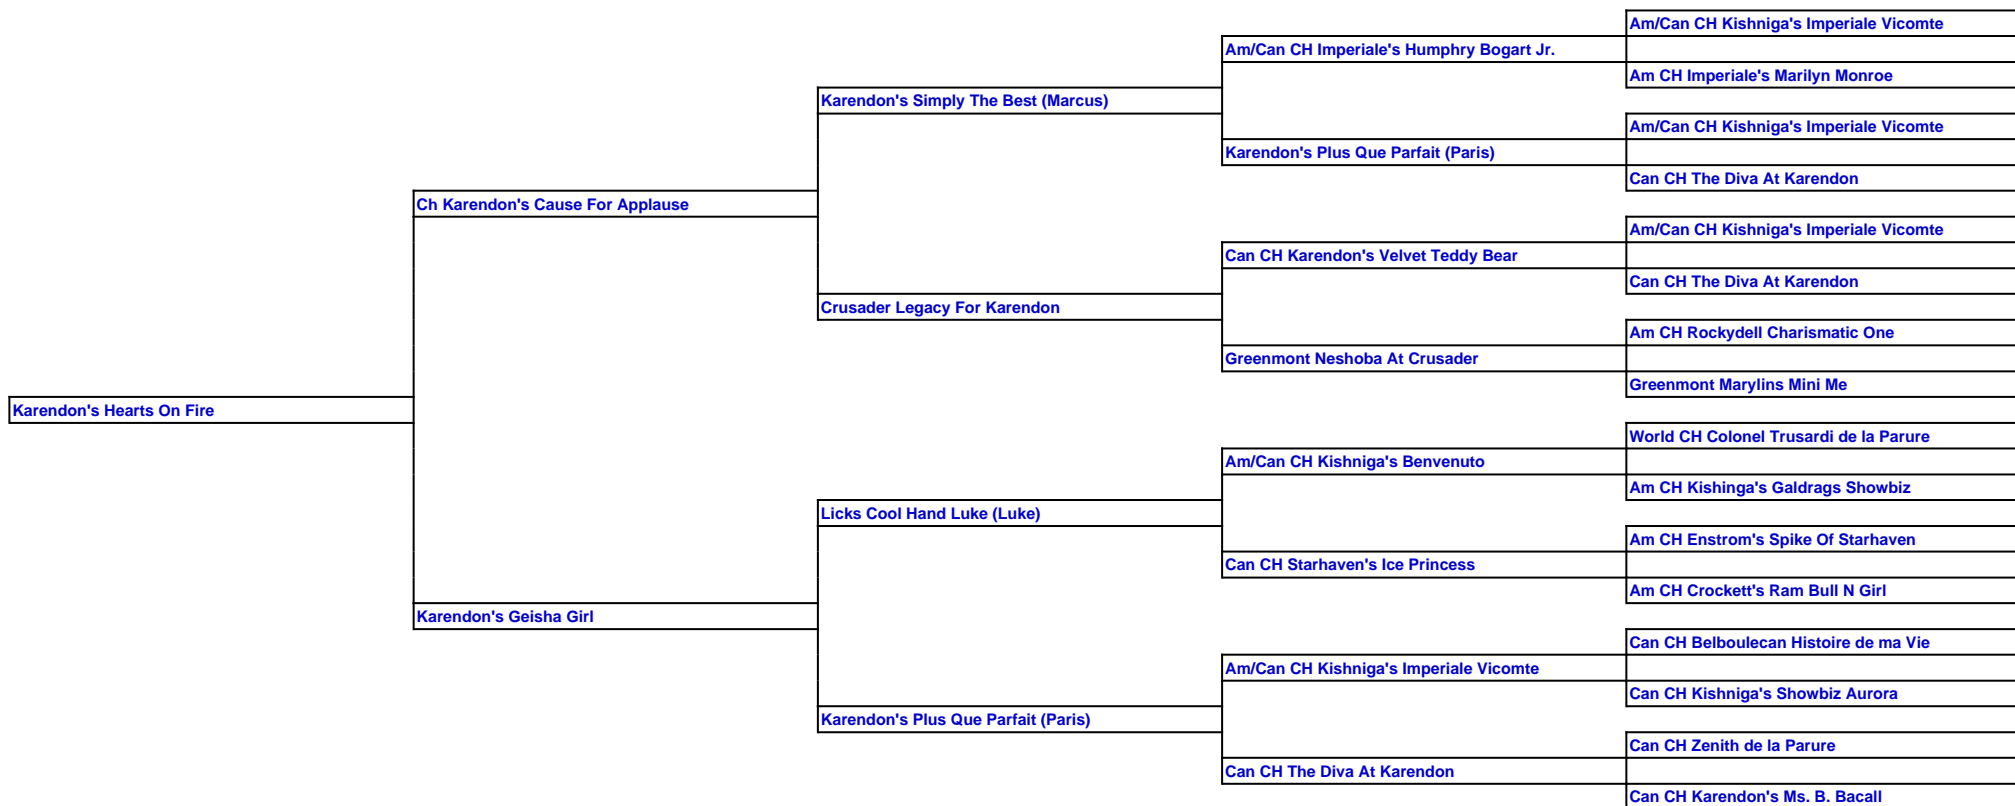 Am/Can CH Kishniga's Imperiale Vicomte
Am/Can CH Imperiale's Humphry Bogart Jr.
Am CH Imperiale's Marilyn Monroe
Karendon's Simply The Best (Marcus)
Am/Can CH Kishniga's Imperiale Vicomte
Karendon's Plus Que Parfait (Paris)
Can CH The Diva At Karendon
Ch Karendon's Cause For Applause
Am/Can CH Kishniga's Imperiale Vicomte
Can CH Karendon's Velvet Teddy Bear
Can CH The Diva At Karendon
Crusader Legacy For Karendon
Am CH Rockydell Charismatic One
Greenmont Neshoba At Crusader
Greenmont Marylins Mini Me
Karendon's Hearts On Fire
World CH Colonel Trusardi de la Parure
Am/Can CH Kishniga's Benvenuto
Am CH Kishinga's Galdrags Showbiz
Licks Cool Hand Luke (Luke)
Am CH Enstrom's Spike Of Starhaven
Can CH Starhaven's Ice Princess
Am CH Crockett's Ram Bull N Girl
Karendon's Geisha Girl
Can CH Belboulecan Histoire de ma Vie
Am/Can CH Kishniga's Imperiale Vicomte
Can CH Kishniga's Showbiz Aurora
Karendon's Plus Que Parfait (Paris)
Can CH Zenith de la Parure
Can CH The Diva At Karendon
Can CH Karendon's Ms. B. Bacall